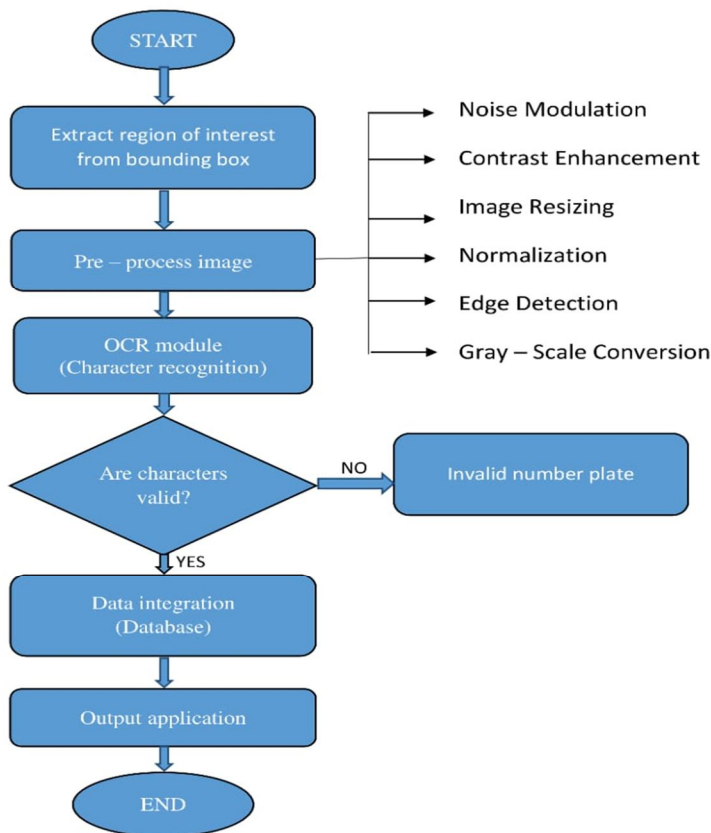 START
Extract region of interest
from bounding box
Pre – process image
Noise Modulation
Contrast Enhancement
Image Resizing
Normalization
Edge Detection
Gray – Scale Conversion
OCR module
(Character recognition)
Are characters
valid?
NO
Invalid number plate
YES
Data integration
(Database)
Output application
END